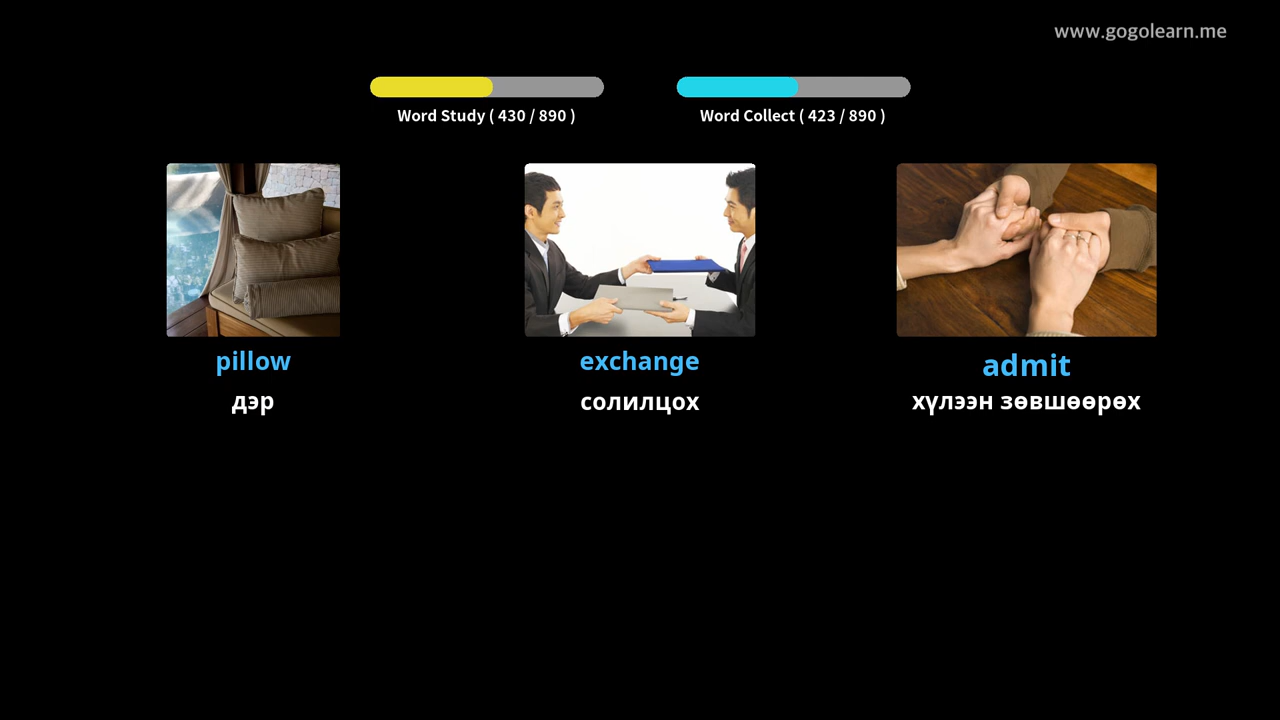 www.gogolearn.me
Word Study ( 430 / 890 )
Word Collect ( 423 / 890 )
pillow
дэр
exchange
солилцох
admit
хүлээн зөвшөөрөх